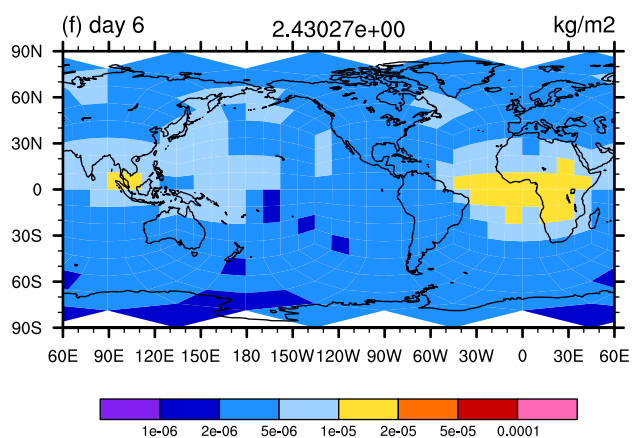 (f) day 6 2.43027e+00 kg/m2
90N
60N
30N
0
30S
60S
90S
60E 90E 120E 150E 180 150W 120W 90W 60W 30W 0 30E 60E
1e-06 2e-06 5e-06 1e-05 2e-05 5e-05 0.0001